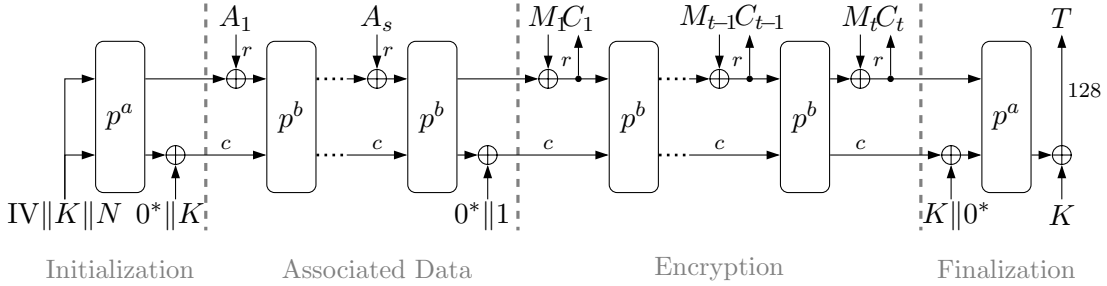 A₁ Aₛ M₁ C₁ Mₜ₋₁ Cₜ₋₁ Mₜ Cₜ T
r r r r r
pᵃ pᵇ pᵇ pᵇ pᵇ pᵃ 128
c c c c c
IV‖K‖N 0*‖K 0*‖1 K‖0* K
Initialization Associated Data Encryption Finalization